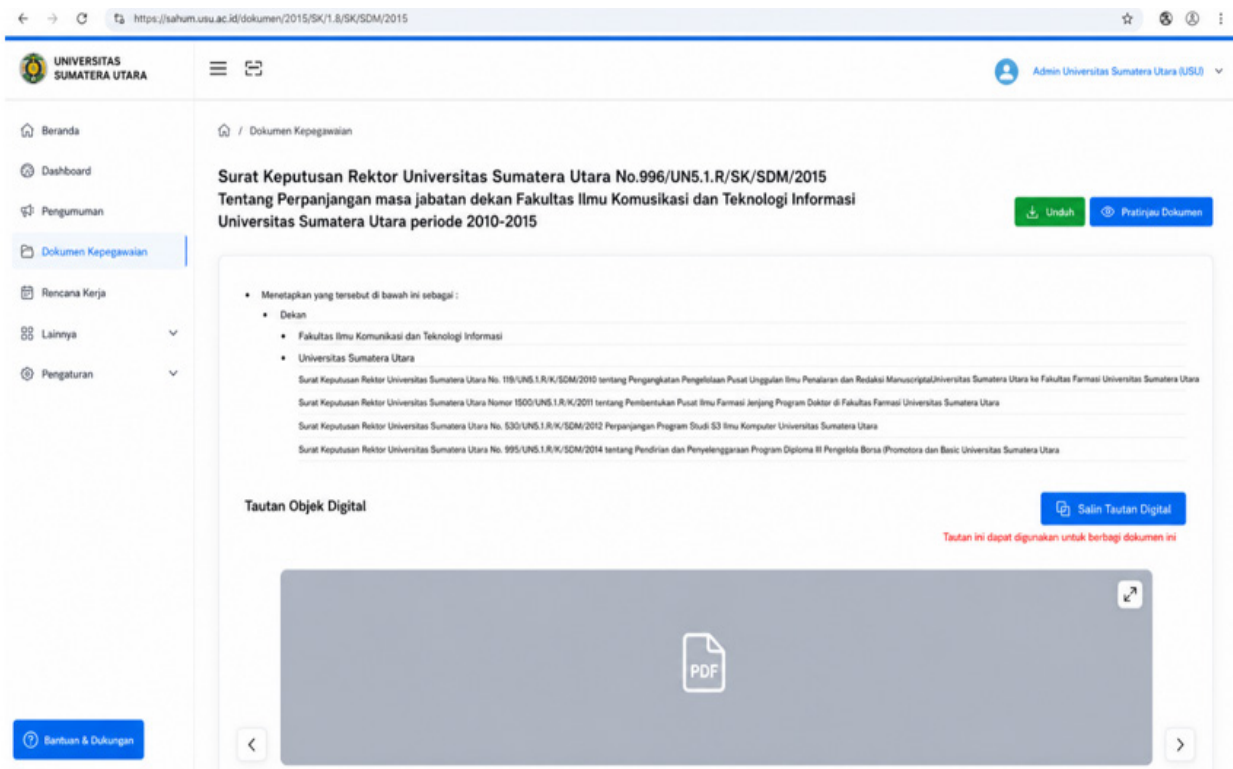 https://sahum.usu.ac.id/dokumen/2015/SK/1.8/SK/SDM/2015
UNIVERSITAS
SUMATERA UTARA
Admin Universitas Sumatera Utara (USU)
Beranda
Dashboard
Pengumuman
Dokumen Kepegawaian
Rencana Kerja
Lainnya
Pengaturan
/ Dokumen Kepegawaian
Surat Keputusan Rektor Universitas Sumatera Utara No.996/UN5.1.R/SK/SDM/2015
Tentang Perpanjangan masa jabatan dekan Fakultas Ilmu Komusikasi dan Teknologi Informasi
Universitas Sumatera Utara periode 2010-2015
Unduh
Pratinjau Dokumen
• Menetapkan yang tersebut di bawah ini sebagai :
• Dekan
• Fakultas Ilmu Komunikasi dan Teknologi Informasi
• Universitas Sumatera Utara
Surat Keputusan Rektor Universitas Sumatera Utara No. 119/UN5.1.R/K/SDM/2010 tentang Pengangkatan Pengelolaan Pusat Unggulan Ilmu Penalaran dan Redaksi ManuscriptaUniversitas Sumatera Utara ke Fakultas Farmasi Universitas Sumatera Utara
Surat Keputusan Rektor Universitas Sumatera Utara Nomor 1500/UN5.1.R/K/2011 tentang Pembentukan Pusat Ilmu Farmasi Jenjang Program Doktor di Fakultas Farmasi Universitas Sumatera Utara
Surat Keputusan Rektor Universitas Sumatera Utara No. 530/UN5.1.R/K/SDM/2012 Perpanjangan Program Studi S3 Ilmu Komputer Universitas Sumatera Utara
Surat Keputusan Rektor Universitas Sumatera Utara No. 995/UN5.1.R/K/SDM/2014 tentang Pendirian dan Penyelenggaraan Program Diploma III Pengelola Borsa (Promotora dan Basic Universitas Sumatera Utara
Tautan Objek Digital
Salin Tautan Digital
Tautan ini dapat digunakan untuk berbagi dokumen ini
PDF
Bantuan & Dukungan